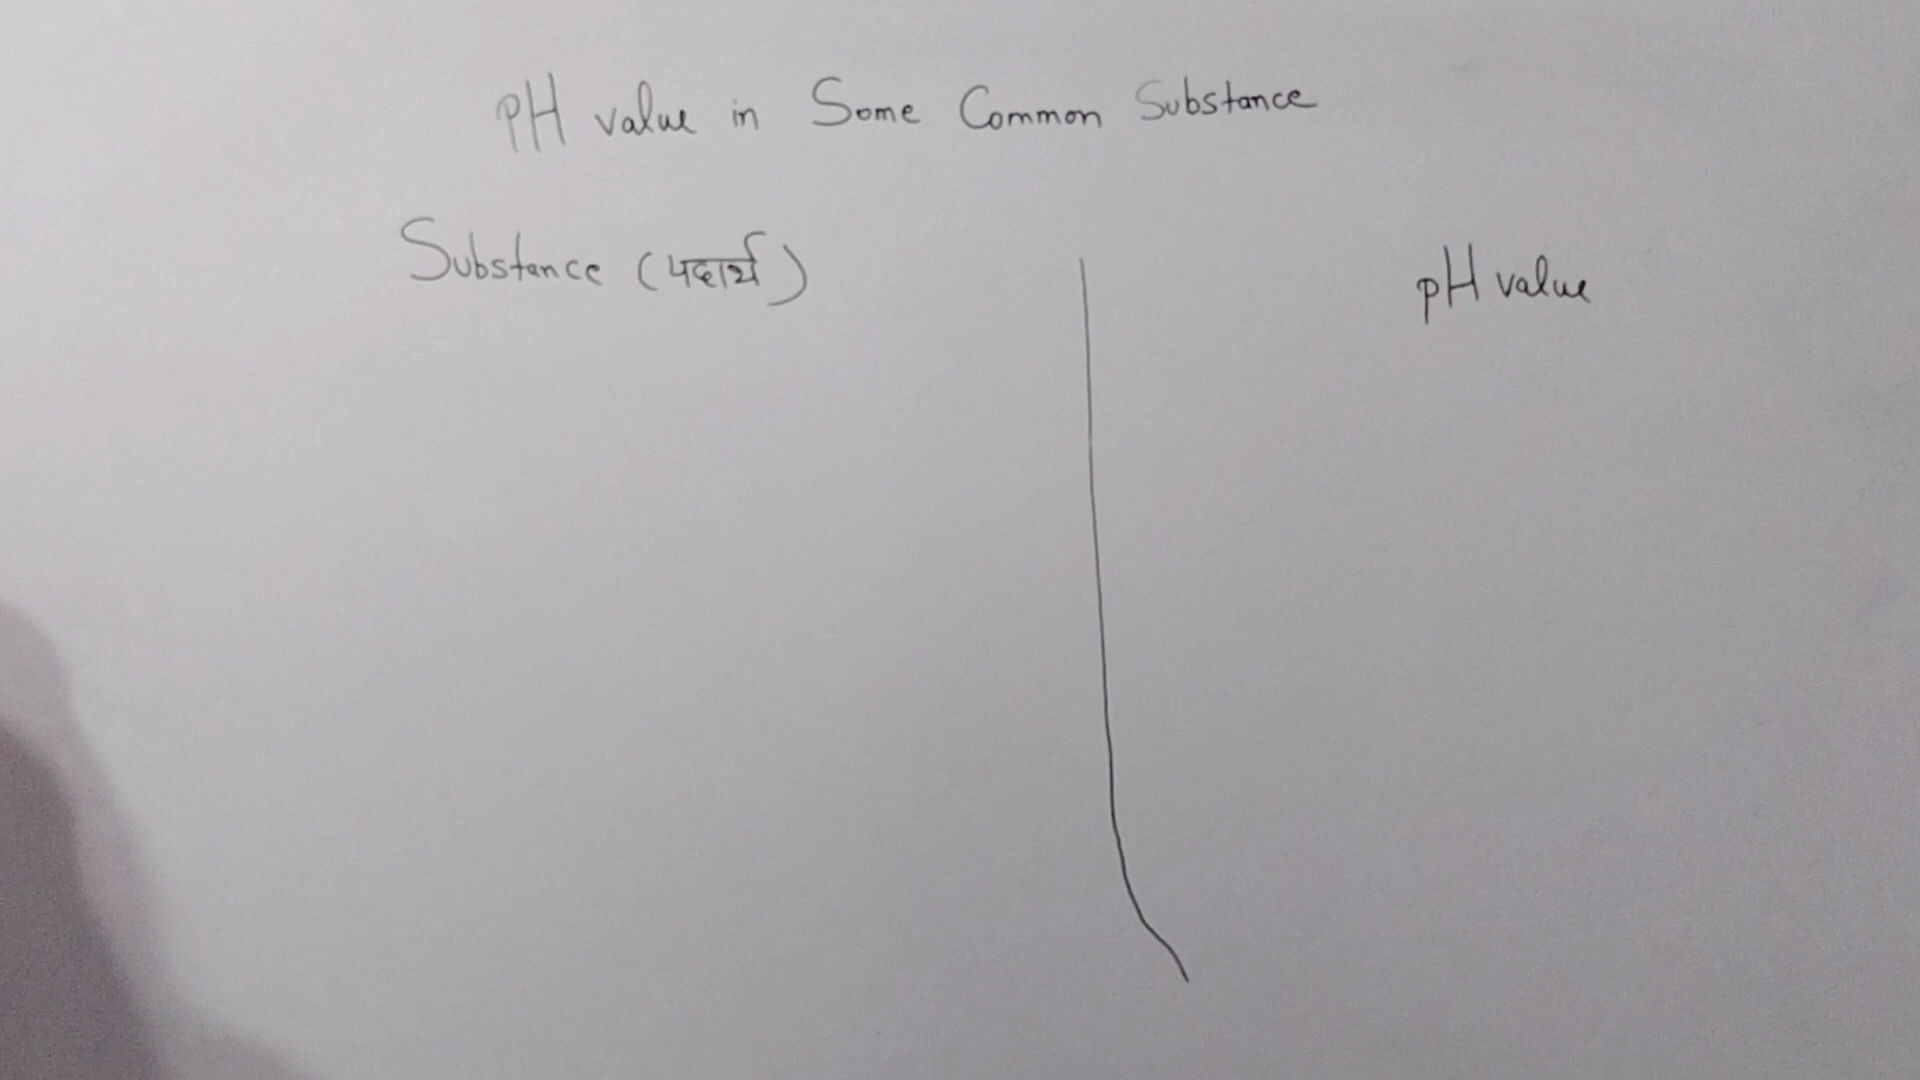 pH value in Some Common Substance
Substance (पदार्थ) pH value